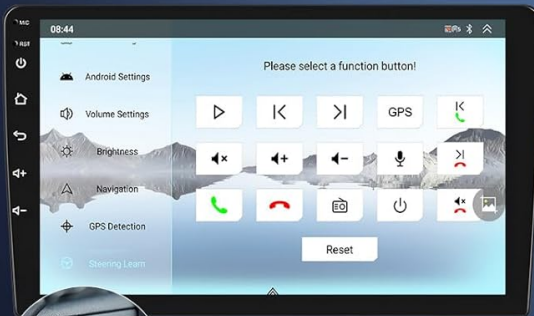 MIC
RST
08:44
Please select a function button!
Android Settings
Volume Settings
Brightness
Navigation
GPS Detection
Steering Learn
GPS
Reset